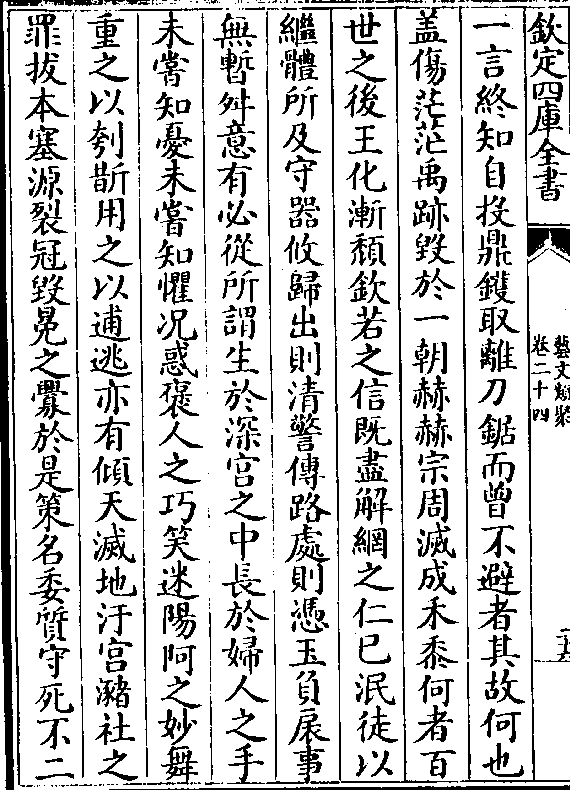 欽定四庫全書
藝文類聚
卷二十四
一言終知自投鼎鑊取離刀鋸而曾不避者其故何也
盖傷茫茫禹跡毀於一朝赫赫宗周滅成禾黍何者百
世之後王化漸頹欽若之信既盡解網之仁已泯徒以
繼體所及守器攸歸出則清警傳路處則憑玉負扆事
無暫舛意有必從所謂生於深宫之中長於婦人之手
未甞知憂未甞知懼况惑褒人之巧笑迷陽阿之妙舞
重之以刳斮用之以逋逃亦有傾天滅地汙宫瀦社之
罪拔本塞源裂冠毀冕之釁於是策名委質守死不二